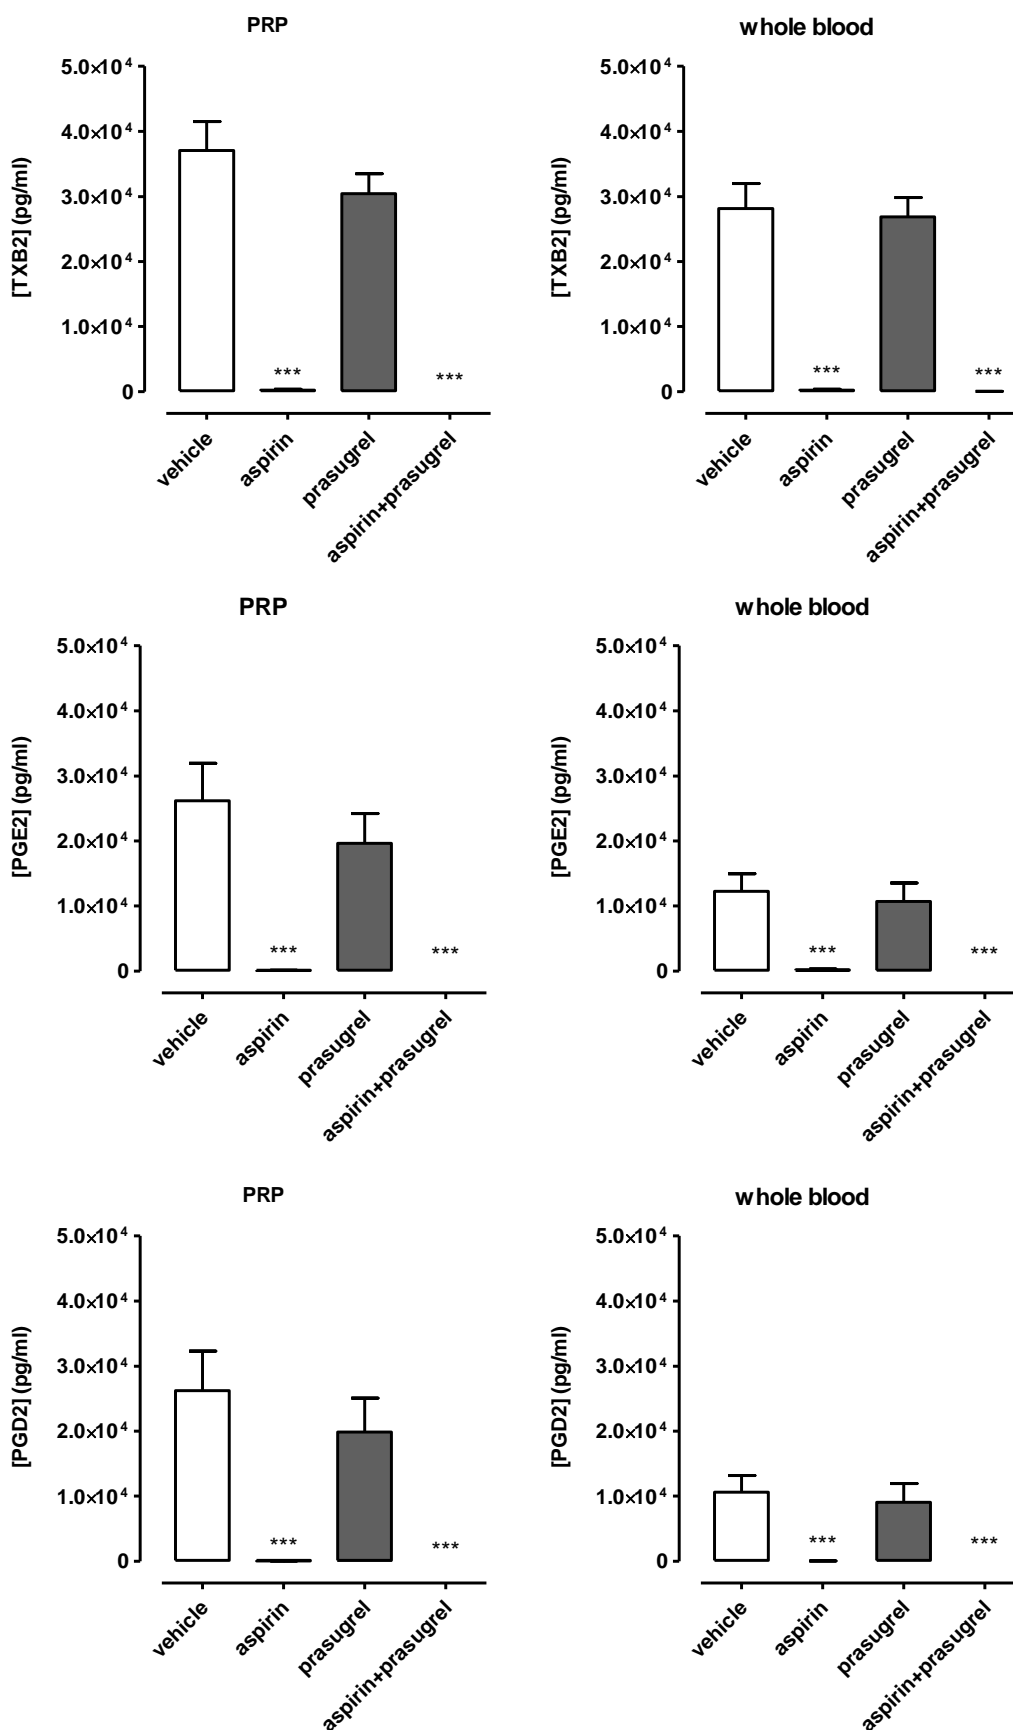 PRP
[TXB2] (pg/ml)
5.0×10⁴
4.0×10⁴
3.0×10⁴
2.0×10⁴
1.0×10⁴
0
***
***
vehicle
aspirin
prasugrel
aspirin+prasugrel
whole blood
[TXB2] (pg/ml)
5.0×10⁴
4.0×10⁴
3.0×10⁴
2.0×10⁴
1.0×10⁴
0
***
***
vehicle
aspirin
prasugrel
aspirin+prasugrel
PRP
[PGE2] (pg/ml)
5.0×10⁴
4.0×10⁴
3.0×10⁴
2.0×10⁴
1.0×10⁴
0
***
***
vehicle
aspirin
prasugrel
aspirin+prasugrel
whole blood
[PGE2] (pg/ml)
5.0×10⁴
4.0×10⁴
3.0×10⁴
2.0×10⁴
1.0×10⁴
0
***
***
vehicle
aspirin
prasugrel
aspirin+prasugrel
PRP
[PGD2] (pg/ml)
5.0×10⁴
4.0×10⁴
3.0×10⁴
2.0×10⁴
1.0×10⁴
0
***
***
vehicle
aspirin
prasugrel
aspirin+prasugrel
whole blood
[PGD2] (pg/ml)
5.0×10⁴
4.0×10⁴
3.0×10⁴
2.0×10⁴
1.0×10⁴
0
***
***
vehicle
aspirin
prasugrel
aspirin+prasugrel